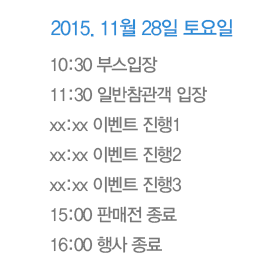 2015. 11월 28일 토요일
10:30 부스입장
11:30 일반참관객 입장
xx:xx 이벤트 진행1
xx:xx 이벤트 진행2
xx:xx 이벤트 진행3
15:00 판매전 종료
16:00 행사 종료